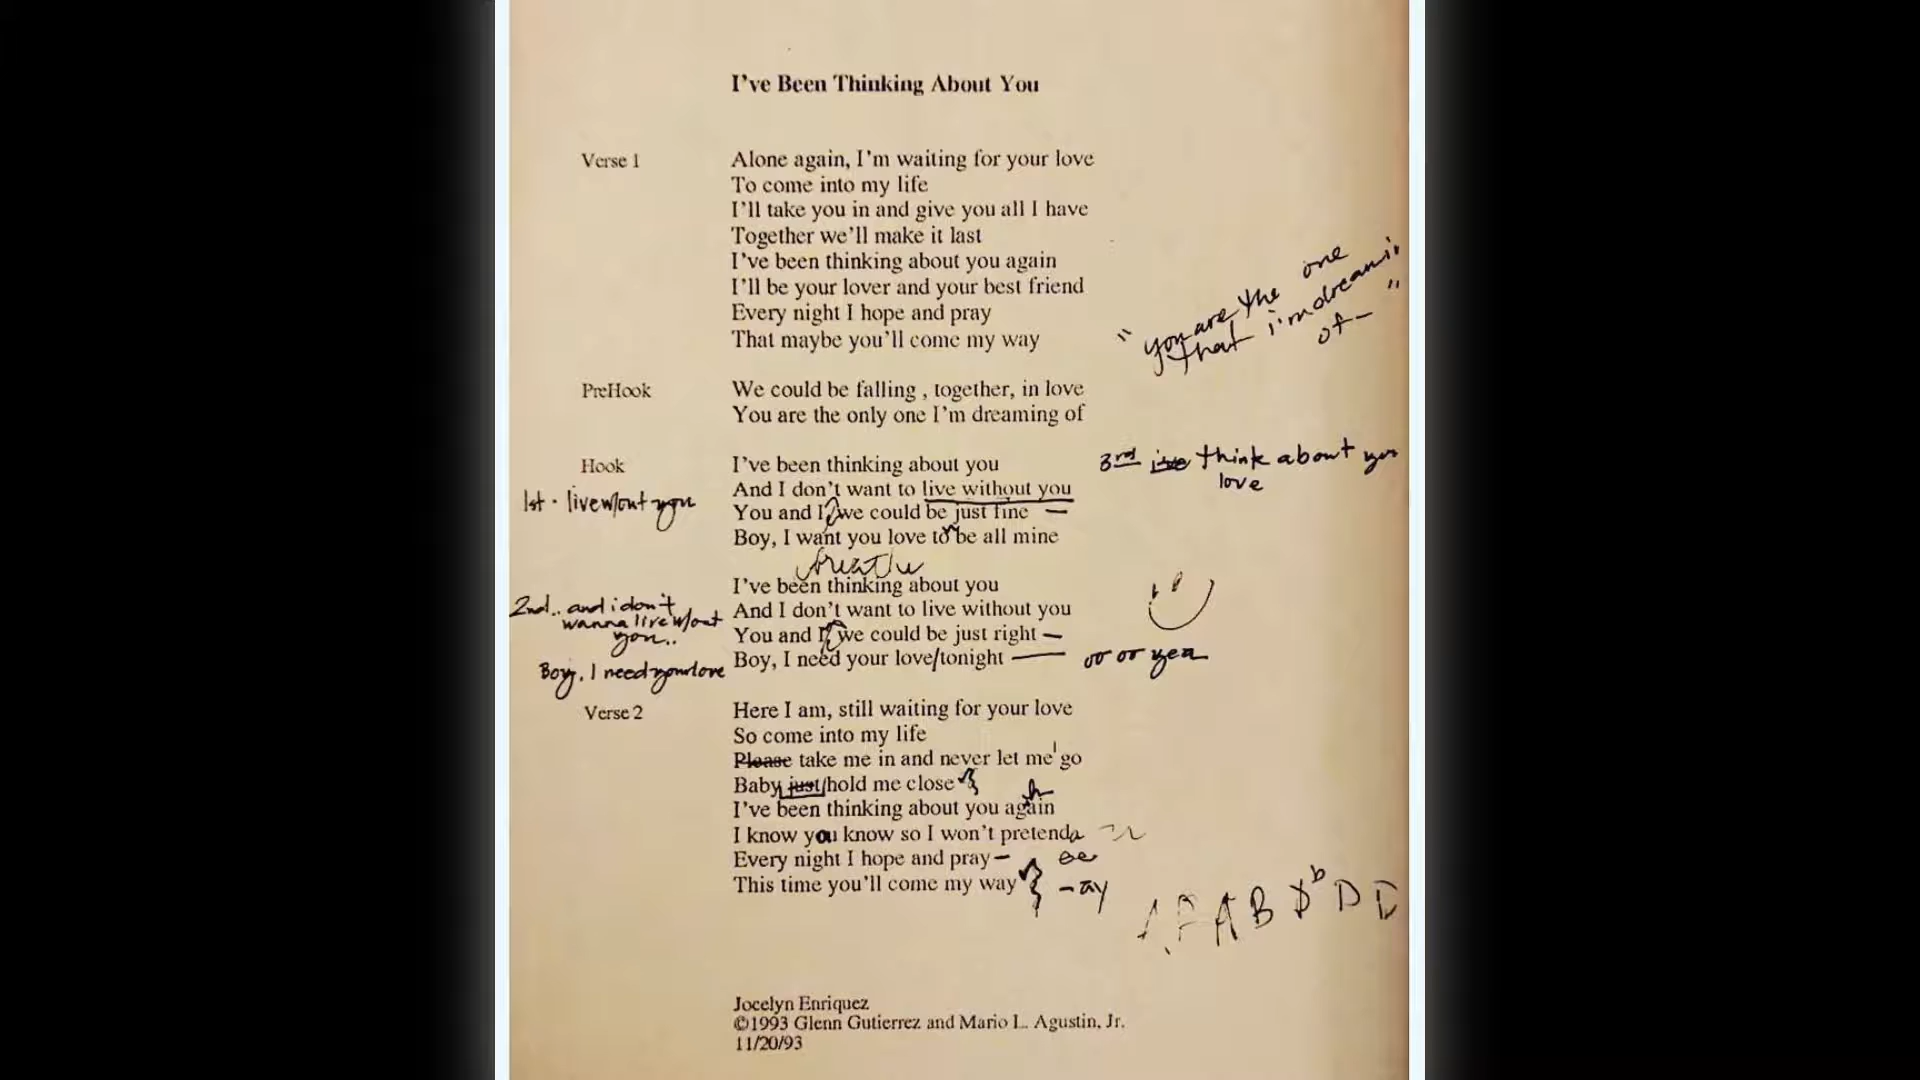 I've Been Thinking About You
Verse 1
Alone again, I'm waiting for your love
To come into my life
I'll take you in and give you all I have
Together we'll make it last
I've been thinking about you again
I'll be your lover and your best friend
Every night I hope and pray
That maybe you'll come my way
"you are the one
that i'm dreami
of—"
PreHook
We could be falling , together, in love
You are the only one I'm dreaming of
Hook
I've been thinking about you
3rd i've think about you
love
And I don't want to live without you
1st - live w/out you
You and I, we could be just fine —
Boy, I want you love to be all mine
breathe
I've been thinking about you
2nd.. and i don't
wanna live w/out
you..
And I don't want to live without you
You and I, we could be just right —
Boy, I need your love
Boy, I need your love/tonight —
oo oo yea
Verse 2
Here I am, still waiting for your love
So come into my life
Please take me in and never let me go
Baby just/hold me close
I've been thinking about you again
I know you know so I won't pretend
Every night I hope and pray – ee
This time you'll come my way – ay
A B D♭ D D
Jocelyn Enriquez
©1993 Glenn Gutierrez and Mario L. Agustin, Jr.
11/20/93